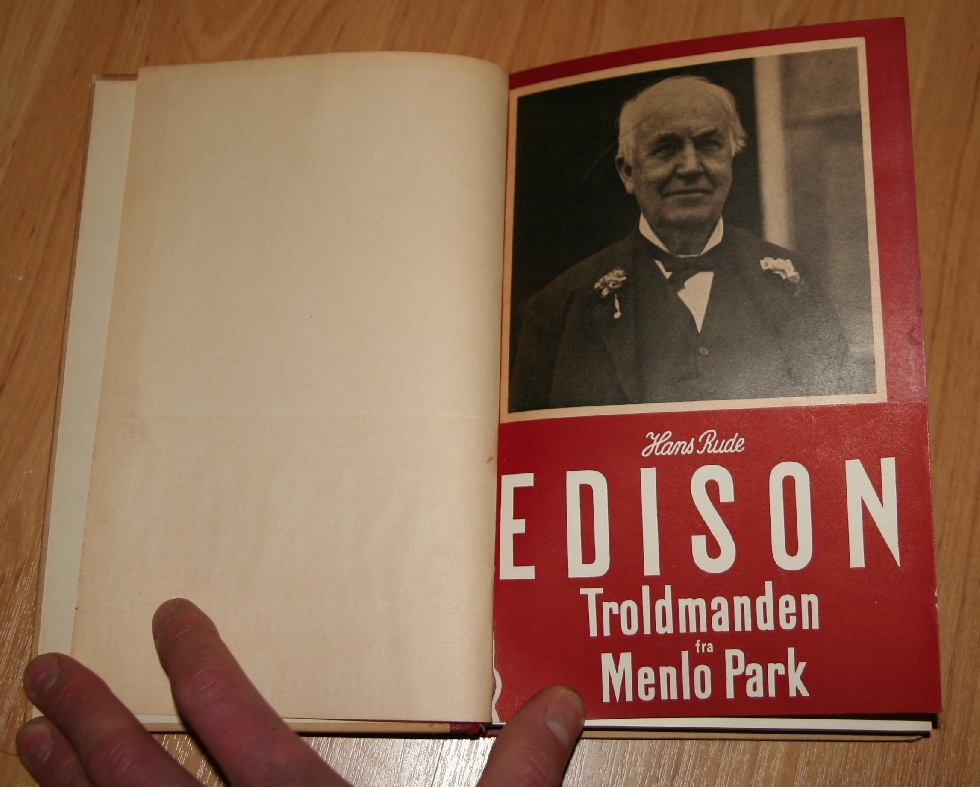 Hans Rude
EDISON
Troldmanden
fra
Menlo Park